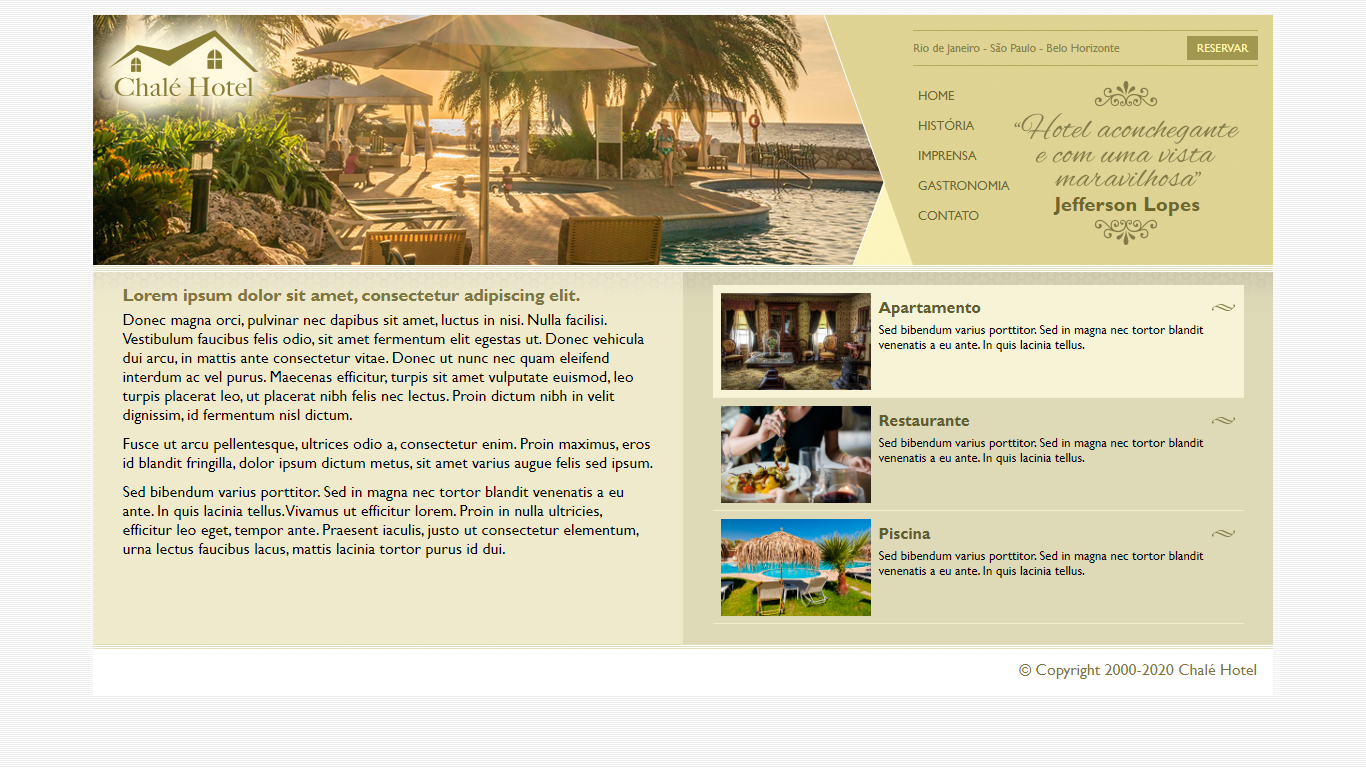 Chalé Hotel
Rio de Janeiro - São Paulo - Belo Horizonte
RESERVAR
HOME
HISTÓRIA
IMPRENSA
GASTRONOMIA
CONTATO
“Hotel aconchegante
e com uma vista
maravilhosa”
Jefferson Lopes
Lorem ipsum dolor sit amet, consectetur adipiscing elit.
Donec magna orci, pulvinar nec dapibus sit amet, luctus in nisi. Nulla facilisi.
Vestibulum faucibus felis odio, sit amet fermentum elit egestas ut. Donec vehicula
dui arcu, in mattis ante consectetur vitae. Donec ut nunc nec quam eleifend
interdum ac vel purus. Maecenas efficitur, turpis sit amet vulputate euismod, leo
turpis placerat leo, ut placerat nibh felis nec lectus. Proin dictum nibh in velit
dignissim, id fermentum nisl dictum.
Fusce ut arcu pellentesque, ultrices odio a, consectetur enim. Proin maximus, eros
id blandit fringilla, dolor ipsum dictum metus, sit amet varius augue felis sed ipsum.
Sed bibendum varius porttitor. Sed in magna nec tortor blandit venenatis a eu
ante. In quis lacinia tellus. Vivamus ut efficitur lorem. Proin in nulla ultricies,
efficitur leo eget, tempor ante. Praesent iaculis, justo ut consectetur elementum,
urna lectus faucibus lacus, mattis lacinia tortor purus id dui.
Apartamento
Sed bibendum varius porttitor. Sed in magna nec tortor blandit
venenatis a eu ante. In quis lacinia tellus.
Restaurante
Sed bibendum varius porttitor. Sed in magna nec tortor blandit
venenatis a eu ante. In quis lacinia tellus.
Piscina
Sed bibendum varius porttitor. Sed in magna nec tortor blandit
venenatis a eu ante. In quis lacinia tellus.
© Copyright 2000-2020 Chalé Hotel